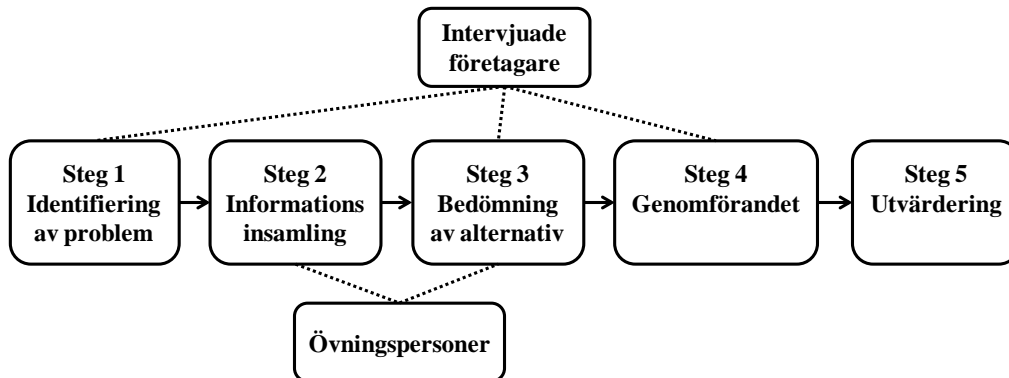 Intervjuade
företagare
Steg 1
Identifiering
av problem
Steg 2
Informations
insamling
Steg 3
Bedömning
av alternativ
Steg 4
Genomförandet
Steg 5
Utvärdering
Övningspersoner